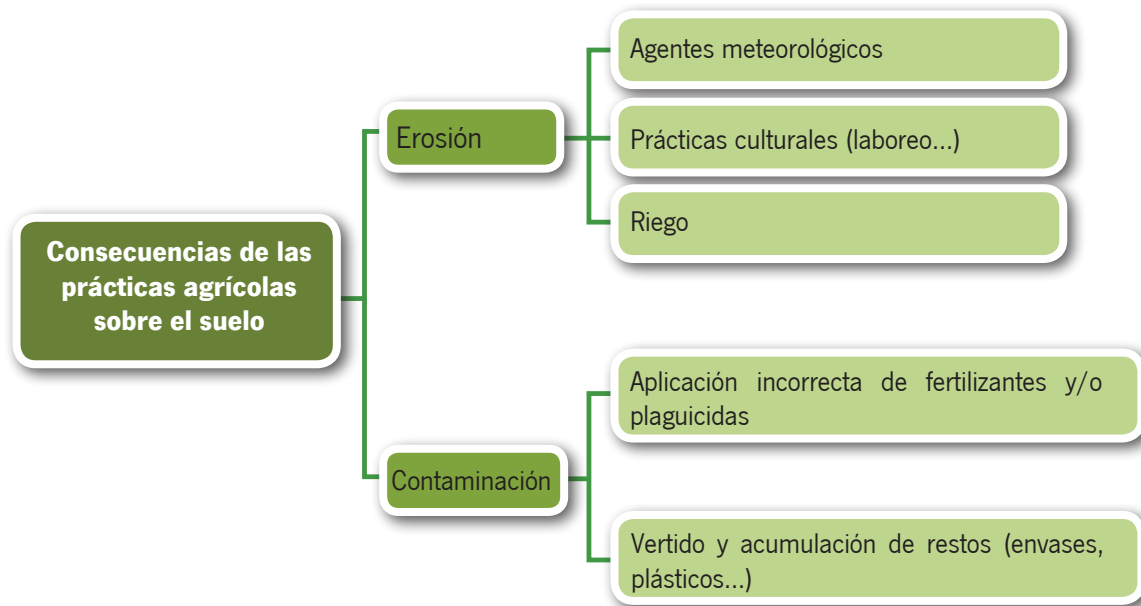 Agentes meteorológicos
Erosión
Prácticas culturales (laboreo...)
Riego
Consecuencias de las
prácticas agrícolas
sobre el suelo
Aplicación incorrecta de fertilizantes y/o
plaguicidas
Contaminación
Vertido y acumulación de restos (envases,
plásticos...)